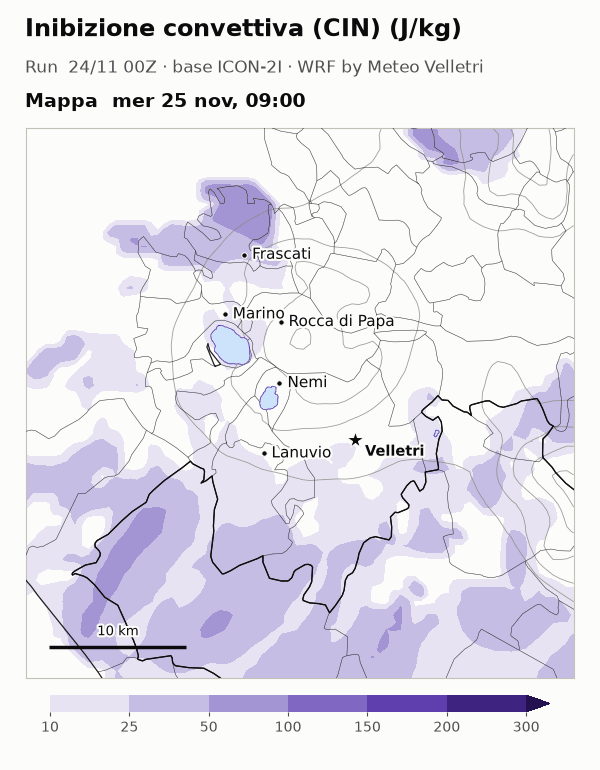 Inibizione convettiva (CIN) (J/kg)
Run  24/11 00Z · base ICON-2I · WRF by Meteo Velletri
Mappa  mer 25 nov, 09:00
Frascati
Marino
Rocca di Papa
Nemi
Lanuvio
Velletri
10 km
10 25 50 100 150 200 300